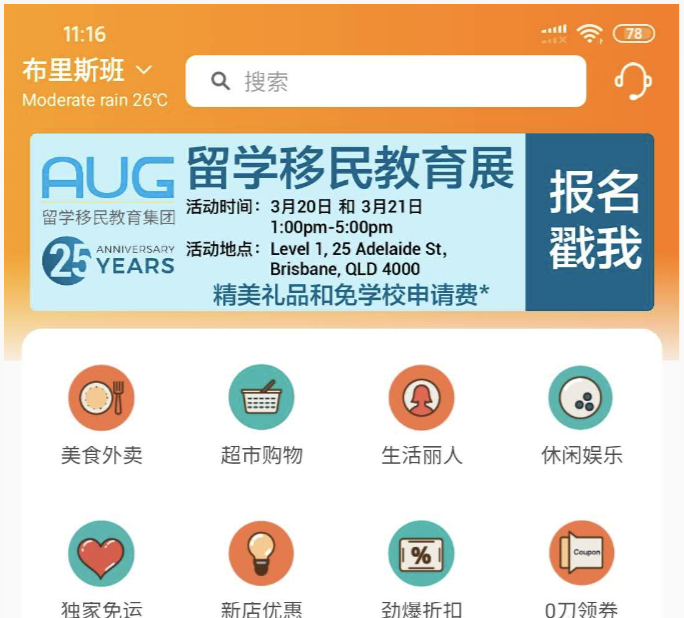 11:16
78
布里斯班
搜索
Moderate rain 26℃
AUG
留学移民教育集团
25 ANNIVERSARY
YEARS
留学移民教育展
活动时间：3月20日 和 3月21日
1:00pm-5:00pm
活动地点：Level 1, 25 Adelaide St,
Brisbane, QLD 4000
精美礼品和免学校申请费*
报名
戳我
美食外卖
超市购物
生活丽人
休闲娱乐
%
Coupon
独家免运
新店优惠
劲爆折扣
0刀领券